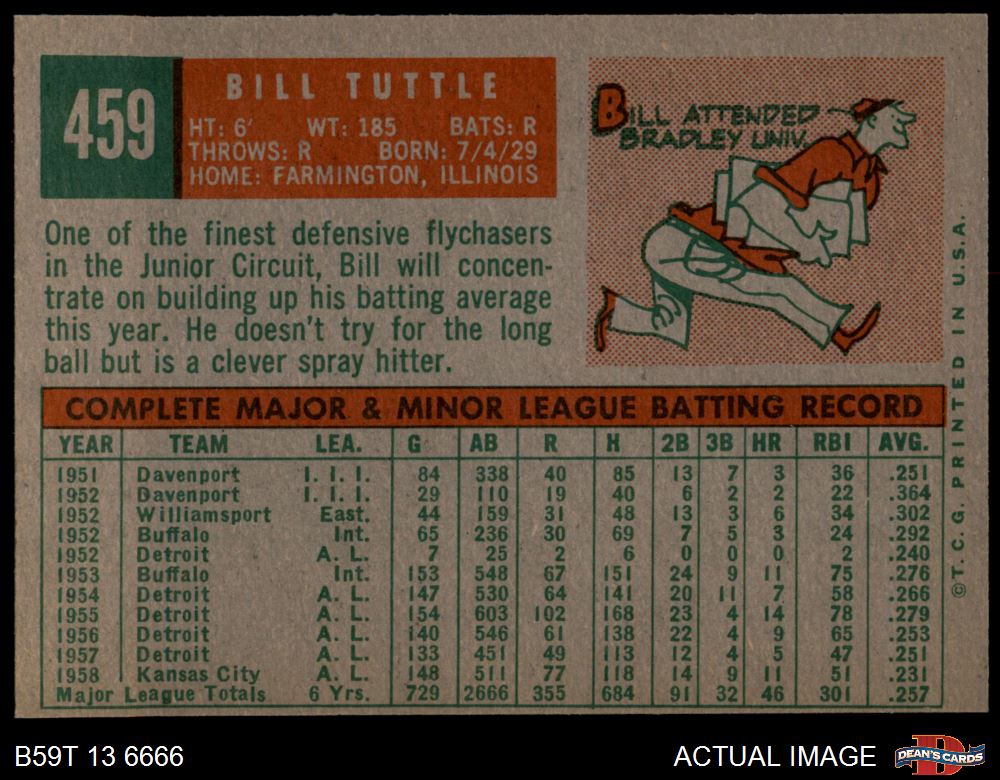 459
BILL TUTTLE
HT: 6' WT: 185 BATS: R
THROWS: R BORN: 7/4/29
HOME: FARMINGTON, ILLINOIS
BILL ATTENDED
BRADLEY UNIV.
One of the finest defensive flychasers
in the Junior Circuit, Bill will concen-
trate on building up his batting average
this year. He doesn't try for the long
ball but is a clever spray hitter.
COMPLETE MAJOR & MINOR LEAGUE BATTING RECORD
YEAR TEAM LEA. G AB R H 2B 3B HR RBI AVG.
1951 Davenport I. I. I. 84 338 40 85 13 7 3 36 .251
1952 Davenport I. I. I. 29 110 19 40 6 2 2 22 .364
1952 Williamsport East. 44 159 31 48 13 3 6 34 .302
1952 Buffalo Int. 65 236 30 69 7 5 3 24 .292
1952 Detroit A. L. 7 25 2 6 0 0 0 2 .240
1953 Buffalo Int. 153 548 67 151 24 9 11 75 .276
1954 Detroit A. L. 147 530 64 141 20 11 7 58 .266
1955 Detroit A. L. 154 603 102 168 23 4 14 78 .279
1956 Detroit A. L. 140 546 61 138 22 4 9 65 .253
1957 Detroit A. L. 133 451 49 113 12 4 5 47 .251
1958 Kansas City A. L. 148 511 77 118 14 9 11 51 .231
Major League Totals 6 Yrs. 729 2666 355 684 91 32 46 301 .257
©T. C. G. PRINTED IN U.S.A.
B59T 13 6666
ACTUAL IMAGE
D
DEAN'S CARDS